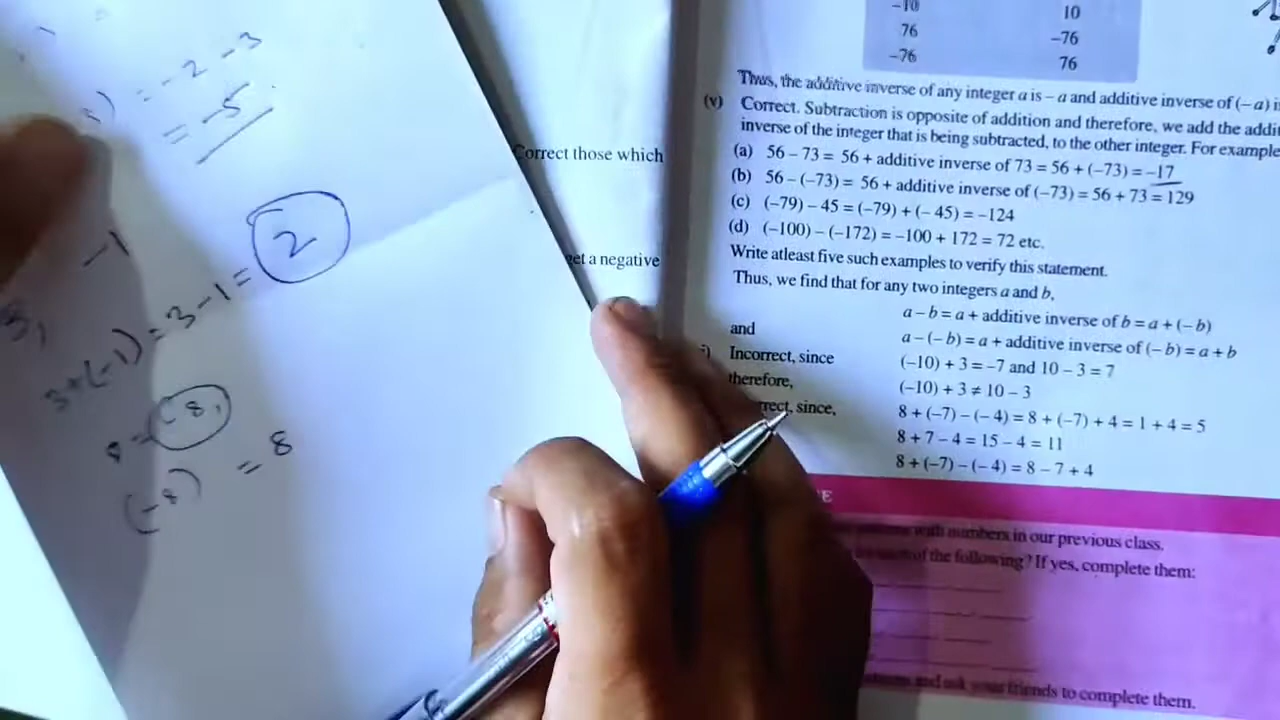 = -2 -3
= -5
-1
3+(-1) = 3-1 = 2
8 = -8,
(-8) = 8
Correct those which
get a negative
-10 10
76 -76
-76 76
Thus, the additive inverse of any integer a is – a and additive inverse of (– a) i
(v) Correct. Subtraction is opposite of addition and therefore, we add the addi
inverse of the integer that is being subtracted, to the other integer. For example
(a) 56 – 73 = 56 + additive inverse of 73 = 56 + (–73) = –17
(b) 56 – (–73) = 56 + additive inverse of (–73) = 56 + 73 = 129
(c) (–79) – 45 = (–79) + (– 45) = –124
(d) (–100) – (–172) = –100 + 172 = 72 etc.
Write atleast five such examples to verify this statement.
Thus, we find that for any two integers a and b,
a – b = a + additive inverse of b = a + (– b)
and a – (– b) = a + additive inverse of (– b) = a + b
Incorrect, since (–10) + 3 = –7 and 10 – 3 = 7
therefore, (–10) + 3 ≠ 10 – 3
rect, since, 8 + (–7) – (– 4) = 8 + (–7) + 4 = 1 + 4 = 5
8 + 7 – 4 = 15 – 4 = 11
8 + (–7) – (– 4) = 8 – 7 + 4
E
with numbers in our previous class.
of the following? If yes, complete them:
and ask your friends to complete them.